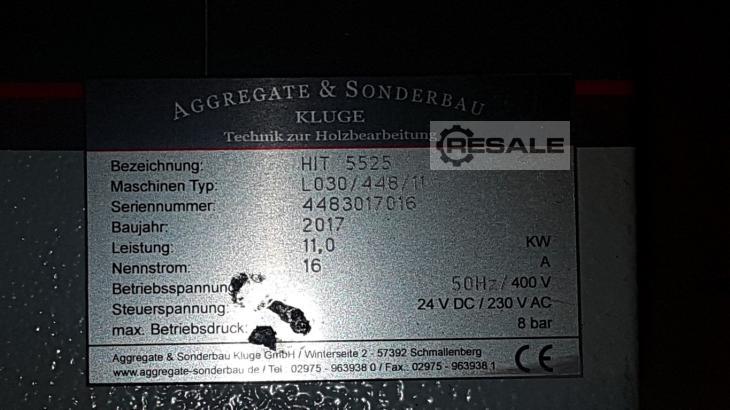 AGGREGATE & SONDERBAU
KLUGE
Technik zur Holzbearbeitung
RESALE
Bezeichnung: HIT 5525
Maschinen Typ: L030/448/11
Seriennummer: 4483017016
Baujahr: 2017
Leistung: 11,0 KW
Nennstrom: 16 A
Betriebsspannung 50Hz/ 400 V
Steuerspannung: 24 V DC / 230 V AC
max. Betriebsdruck: 8 bar
Aggregate & Sonderbau Kluge GmbH / Winterseite 2 - 57392 Schmallenberg
www.aggregate-sonderbau.de / Tel.: 02975 - 963938 0 / Fax.: 02975 - 963938 1
CE